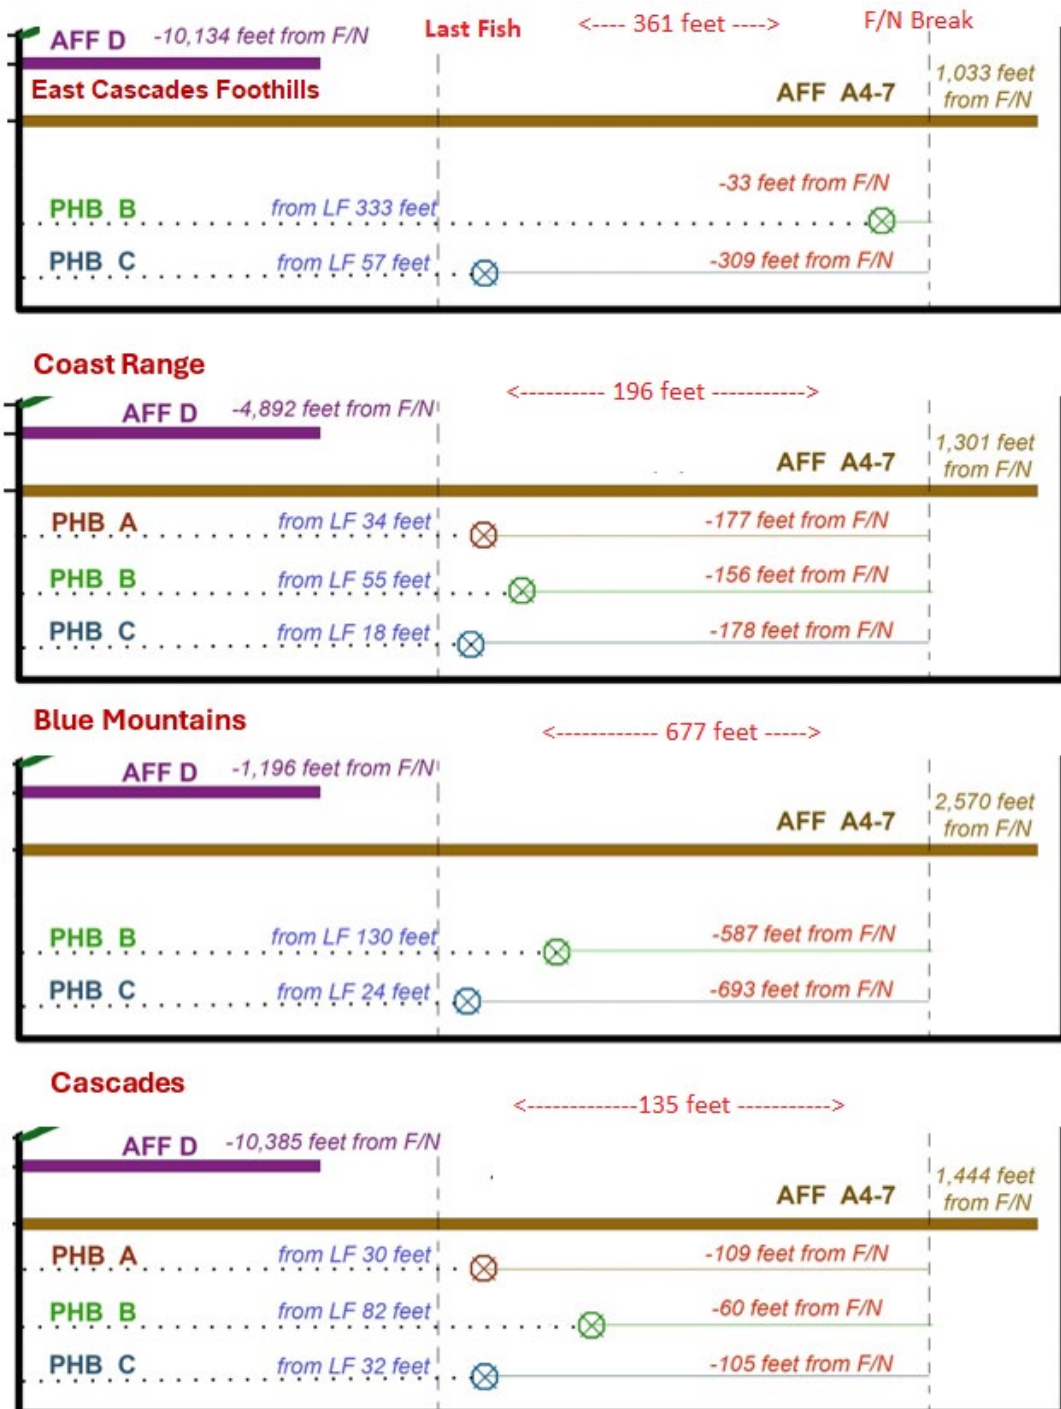 Last Fish <---- 361 feet ----> F/N Break
AFF D -10,134 feet from F/N
East Cascades Foothills
AFF A4-7
1,033 feet
from F/N
-33 feet from F/N
PHB B from LF 333 feet
PHB C from LF 57 feet -309 feet from F/N
Coast Range
<---------- 196 feet ----------->
AFF D -4,892 feet from F/N
AFF A4-7
1,301 feet
from F/N
PHB A from LF 34 feet -177 feet from F/N
PHB B from LF 55 feet -156 feet from F/N
PHB C from LF 18 feet -178 feet from F/N
Blue Mountains
<------------ 677 feet ----->
AFF D -1,196 feet from F/N
AFF A4-7
2,570 feet
from F/N
PHB B from LF 130 feet -587 feet from F/N
PHB C from LF 24 feet -693 feet from F/N
Cascades
<-------------135 feet ----------->
AFF D -10,385 feet from F/N
AFF A4-7
1,444 feet
from F/N
PHB A from LF 30 feet -109 feet from F/N
PHB B from LF 82 feet -60 feet from F/N
PHB C from LF 32 feet -105 feet from F/N